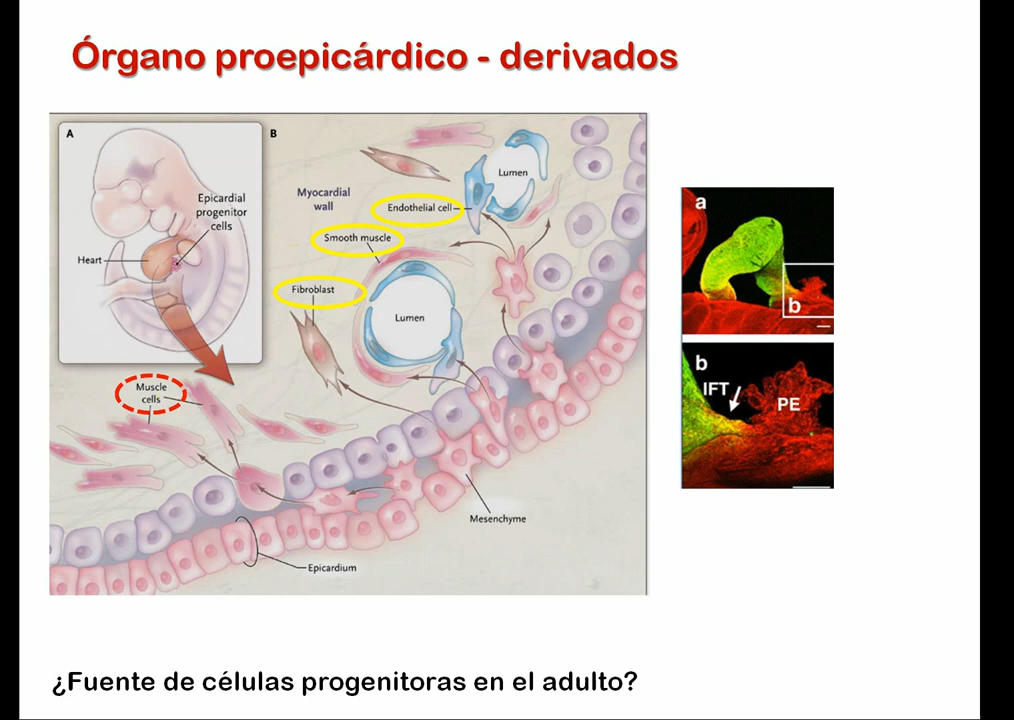 Órgano proepicárdico - derivados
A
B
Epicardial
progenitor
cells
Heart
Myocardial
wall
Lumen
Endothelial cell
Smooth muscle
Fibroblast
Lumen
Muscle
cells
Mesenchyme
Epicardium
a
b
b
IFT
PE
¿Fuente de células progenitoras en el adulto?